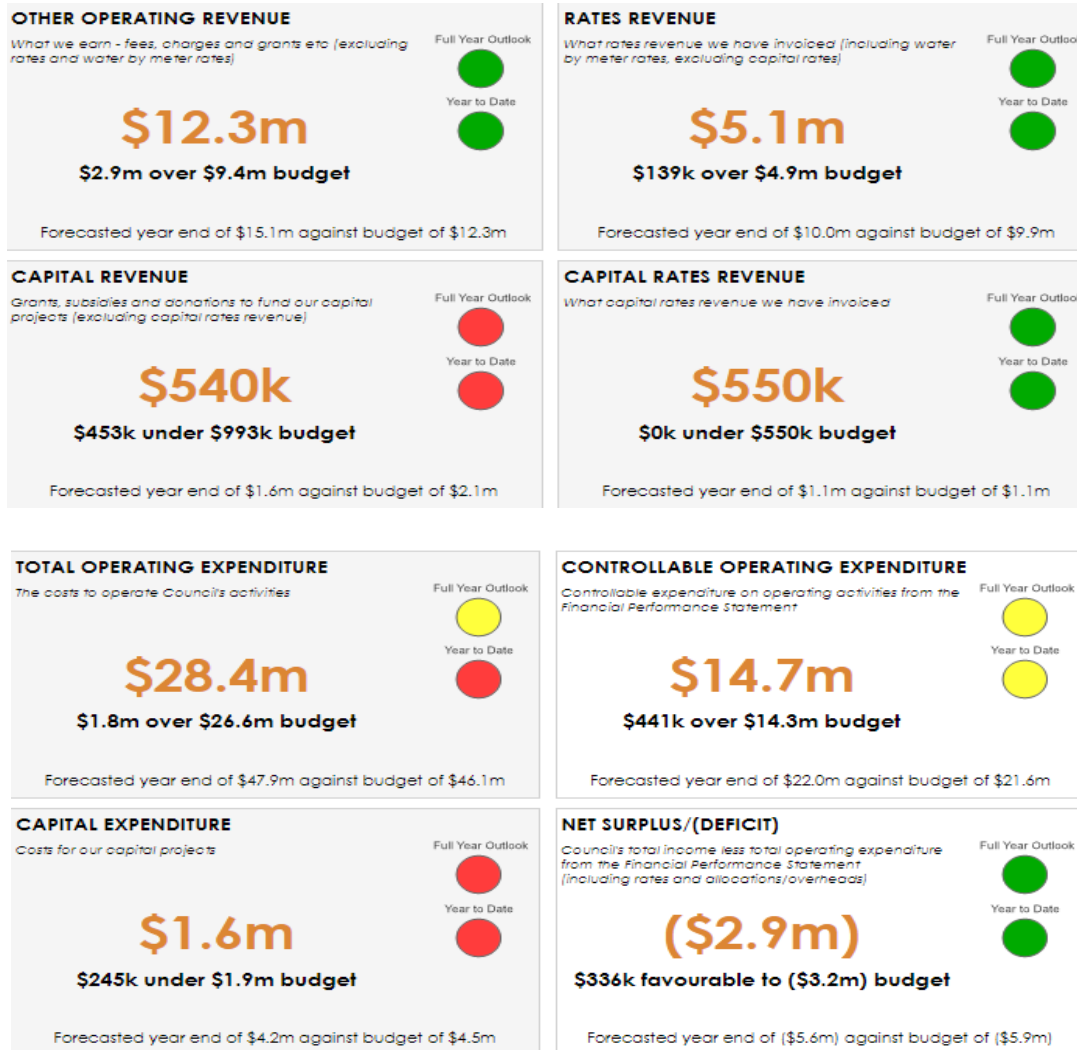 OTHER OPERATING REVENUE
What we earn - fees, charges and grants etc (excluding
rates and water by meter rates)
Full Year Outlook
Year to Date
$12.3m
$2.9m over $9.4m budget
Forecasted year end of $15.1m against budget of $12.3m
RATES REVENUE
What rates revenue we have invoiced (including water
by meter rates, excluding capital rates)
Full Year Outlook
Year to Date
$5.1m
$139k over $4.9m budget
Forecasted year end of $10.0m against budget of $9.9m
CAPITAL REVENUE
Grants, subsidies and donations to fund our capital
projects (excluding capital rates revenue)
Full Year Outlook
Year to Date
$540k
$453k under $993k budget
Forecasted year end of $1.6m against budget of $2.1m
CAPITAL RATES REVENUE
What capital rates revenue we have invoiced
Full Year Outloo
Year to Date
$550k
$0k under $550k budget
Forecasted year end of $1.1m against budget of $1.1m
TOTAL OPERATING EXPENDITURE
The costs to operate Council's activities
Full Year Outlook
Year to Date
$28.4m
$1.8m over $26.6m budget
Forecasted year end of $47.9m against budget of $46.1m
CONTROLLABLE OPERATING EXPENDITURE
Controllable expenditure on operating activities from the
Financial Performance Statement
Full Year Outlook
Year to Date
$14.7m
$441k over $14.3m budget
Forecasted year end of $22.0m against budget of $21.6m
CAPITAL EXPENDITURE
Costs for our capital projects
Full Year Outlook
Year to Date
$1.6m
$245k under $1.9m budget
Forecasted year end of $4.2m against budget of $4.5m
NET SURPLUS/(DEFICIT)
Council's total income less total operating expenditure
from the Financial Performance Statement
(including rates and allocations/overheads)
Full Year Outlook
Year to Date
($2.9m)
$336k favourable to ($3.2m) budget
Forecasted year end of ($5.6m) against budget of ($5.9m)